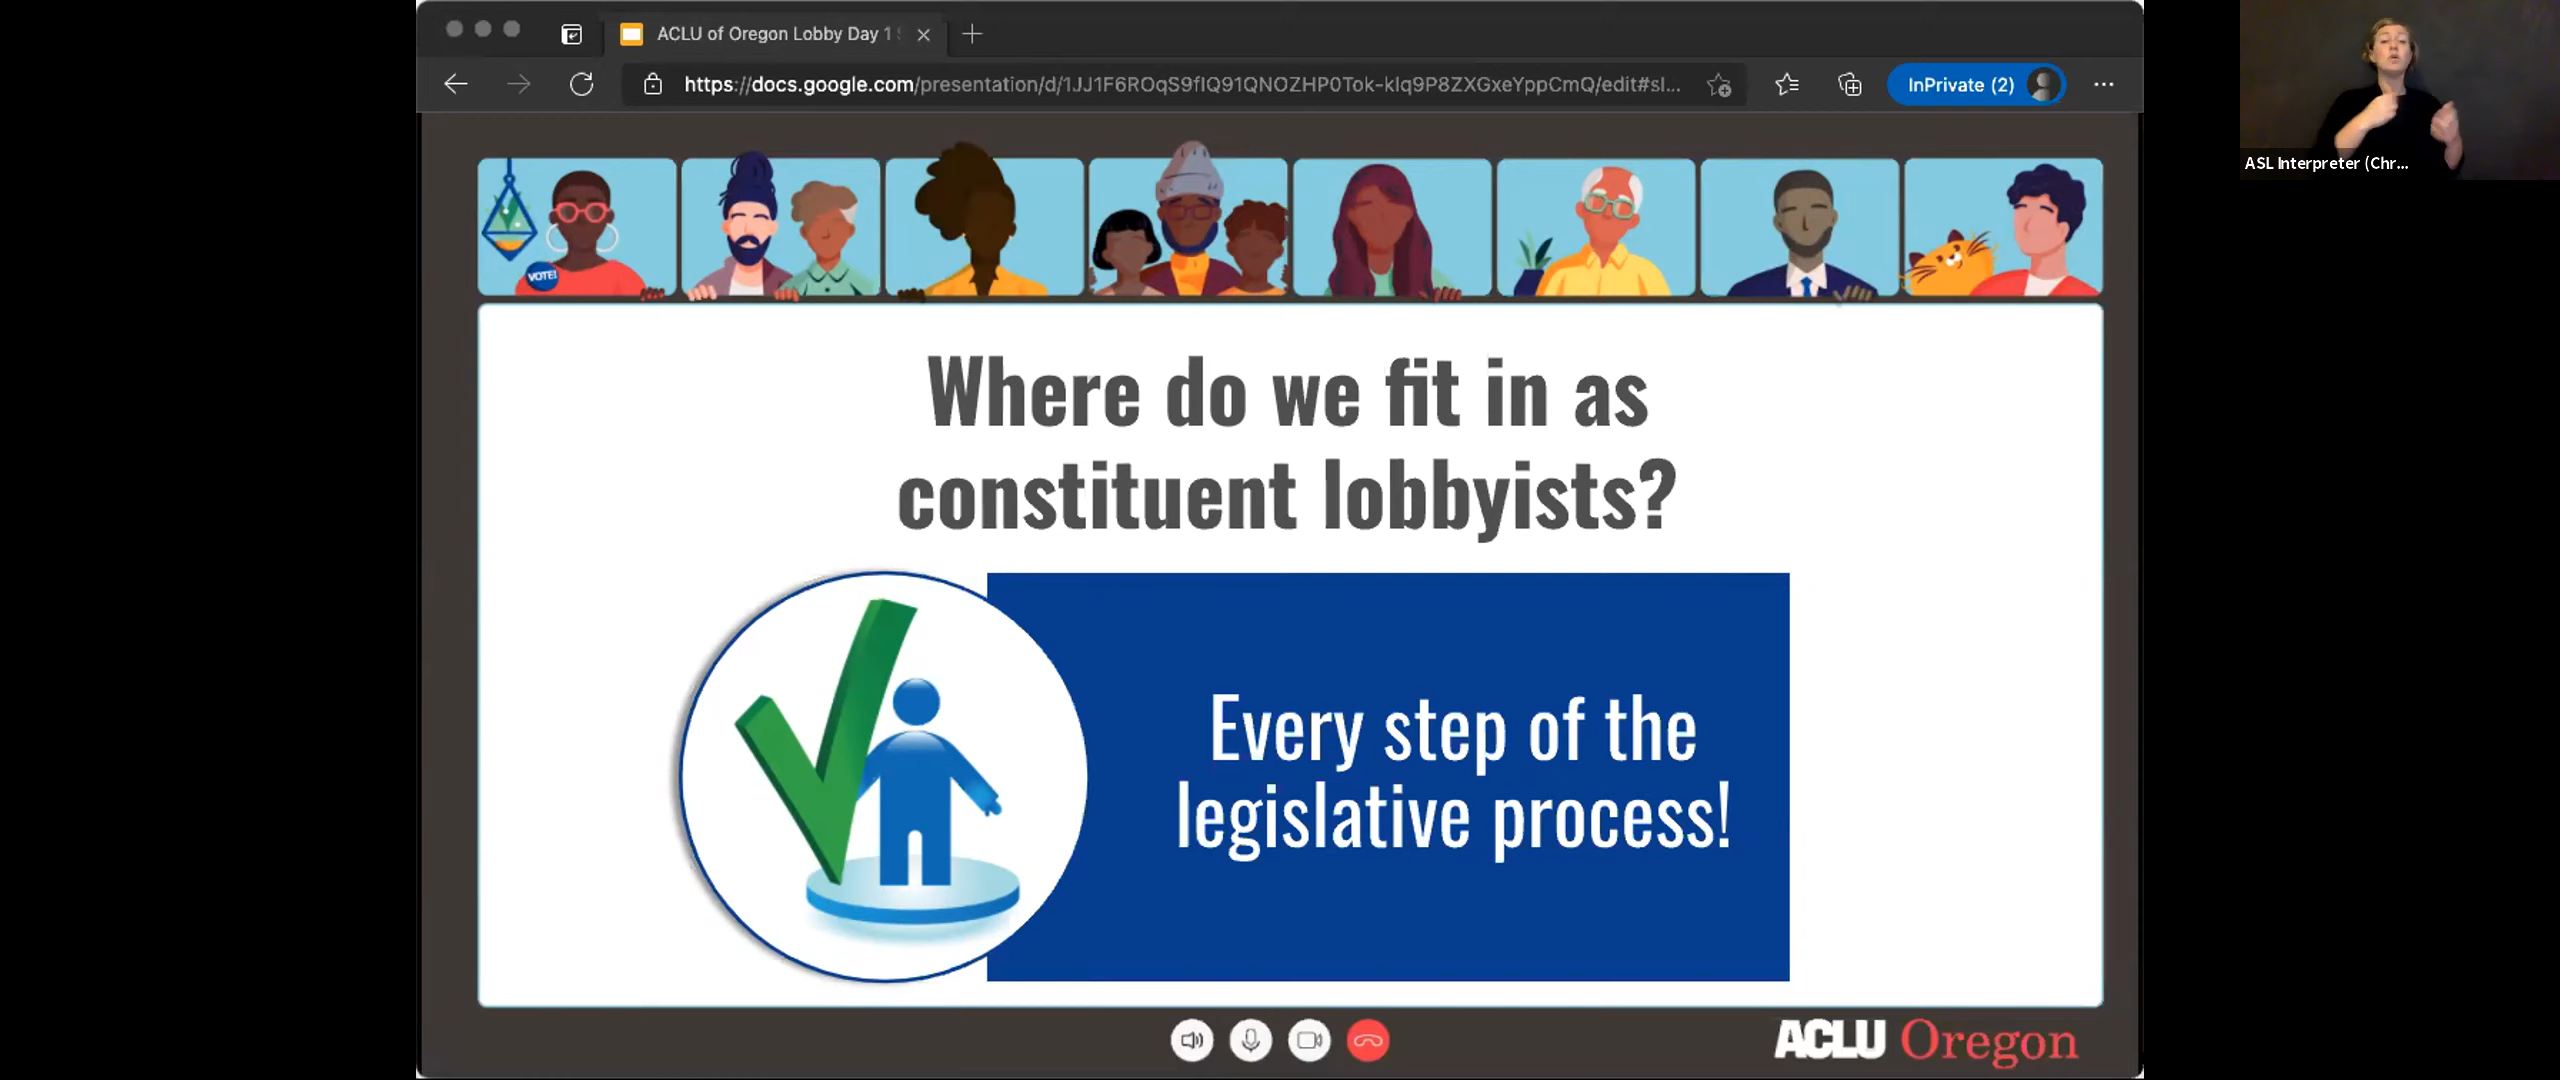 ACLU of Oregon Lobby Day 1
https://docs.google.com/presentation/d/1JJ1F6ROqS9fIQ91QNOZHP0Tok-klq9P8ZXGxeYppCmQ/edit#sl...
InPrivate (2)
ASL Interpreter (Chr...
VOTE!
Where do we fit in as
constituent lobbyists?
Every step of the
legislative process!
ACLU Oregon